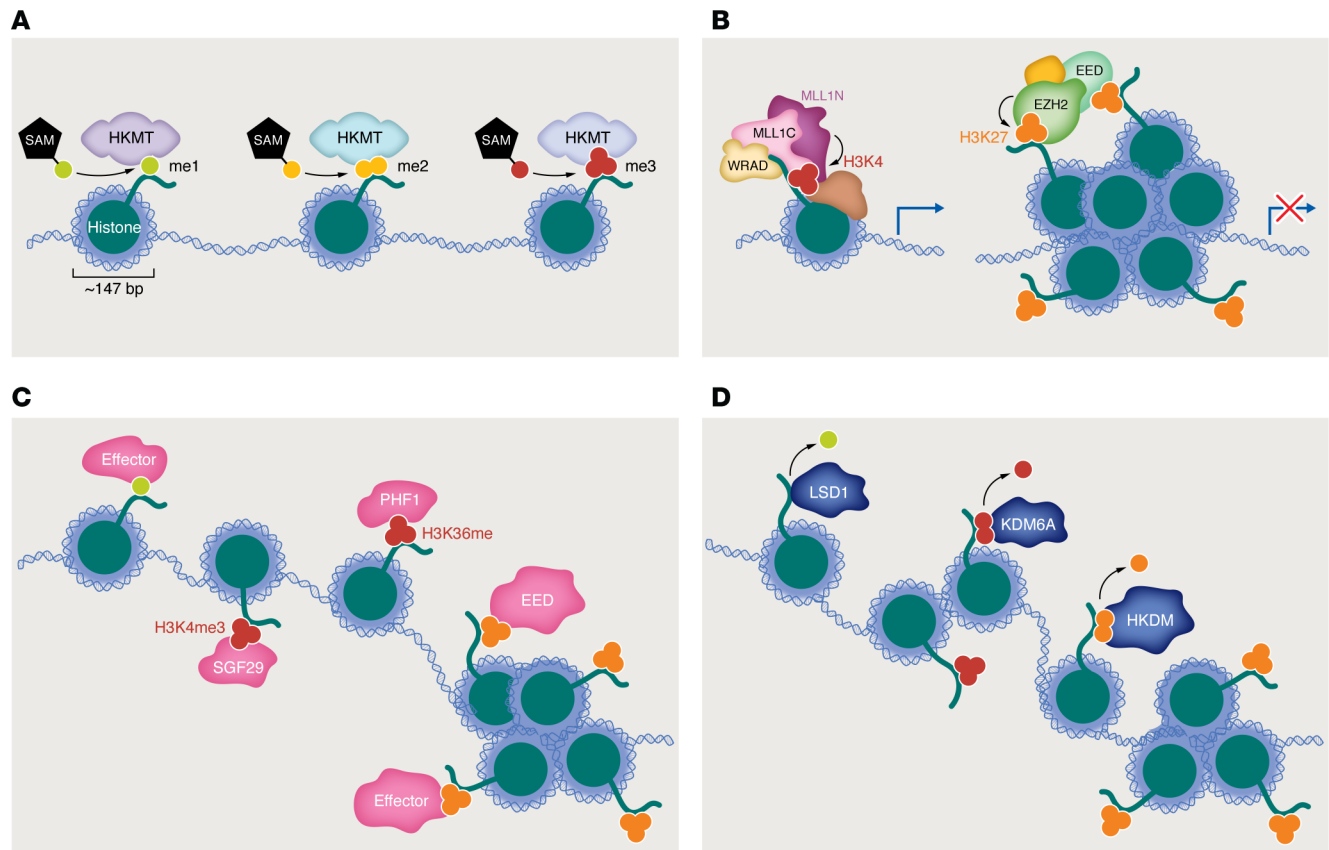 A
SAM
HKMT
me1
SAM
HKMT
me2
SAM
HKMT
me3
Histone
~147 bp
B
MLL1N
MLL1C
WRAD
H3K4
EED
EZH2
H3K27
C
Effector
PHF1
H3K36me
H3K4me3
SGF29
EED
Effector
D
LSD1
KDM6A
HKDM